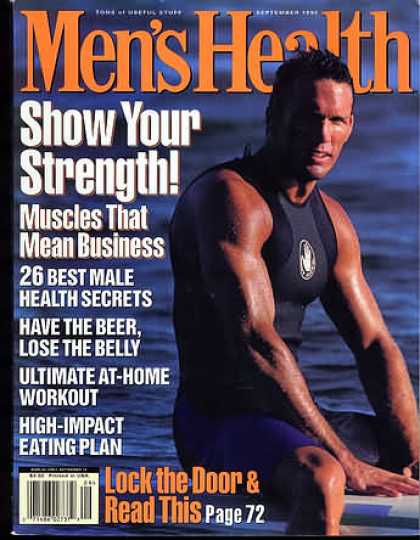 TONS of USEFUL STUFF
SEPTEMBER
Men's Health
Show Your
Strength!
Muscles That
Mean Business
26 BEST MALE
HEALTH SECRETS
HAVE THE BEER,
LOSE THE BELLY
ULTIMATE AT-HOME
WORKOUT
HIGH-IMPACT
EATING PLAN
Printed in USA
Lock the Door &
Read This Page 72